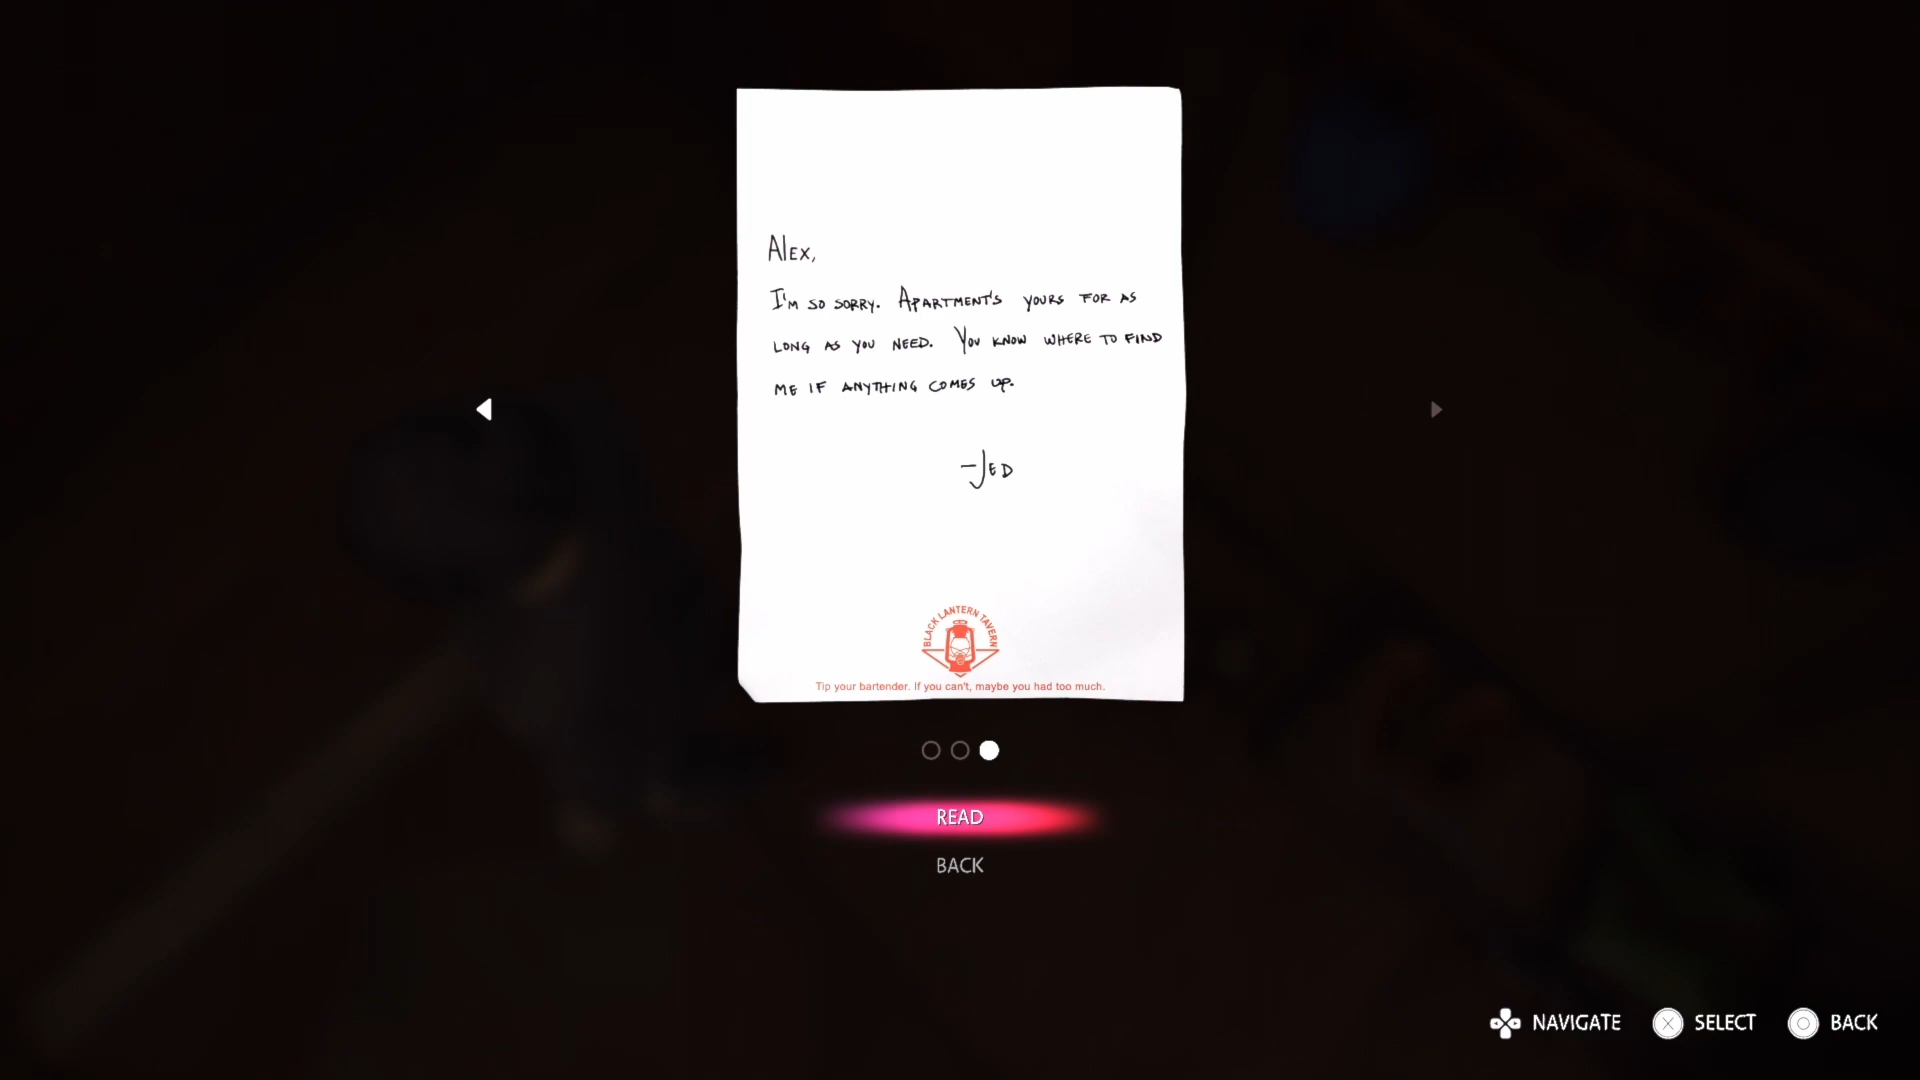 Alex,
I'm so sorry. Apartment's yours for as
long as you need. You know where to find
me if anything comes up.
-Jed
BLACK LANTERN TAVERN
Tip your bartender. If you can't, maybe you had too much.
READ
BACK
NAVIGATE SELECT BACK